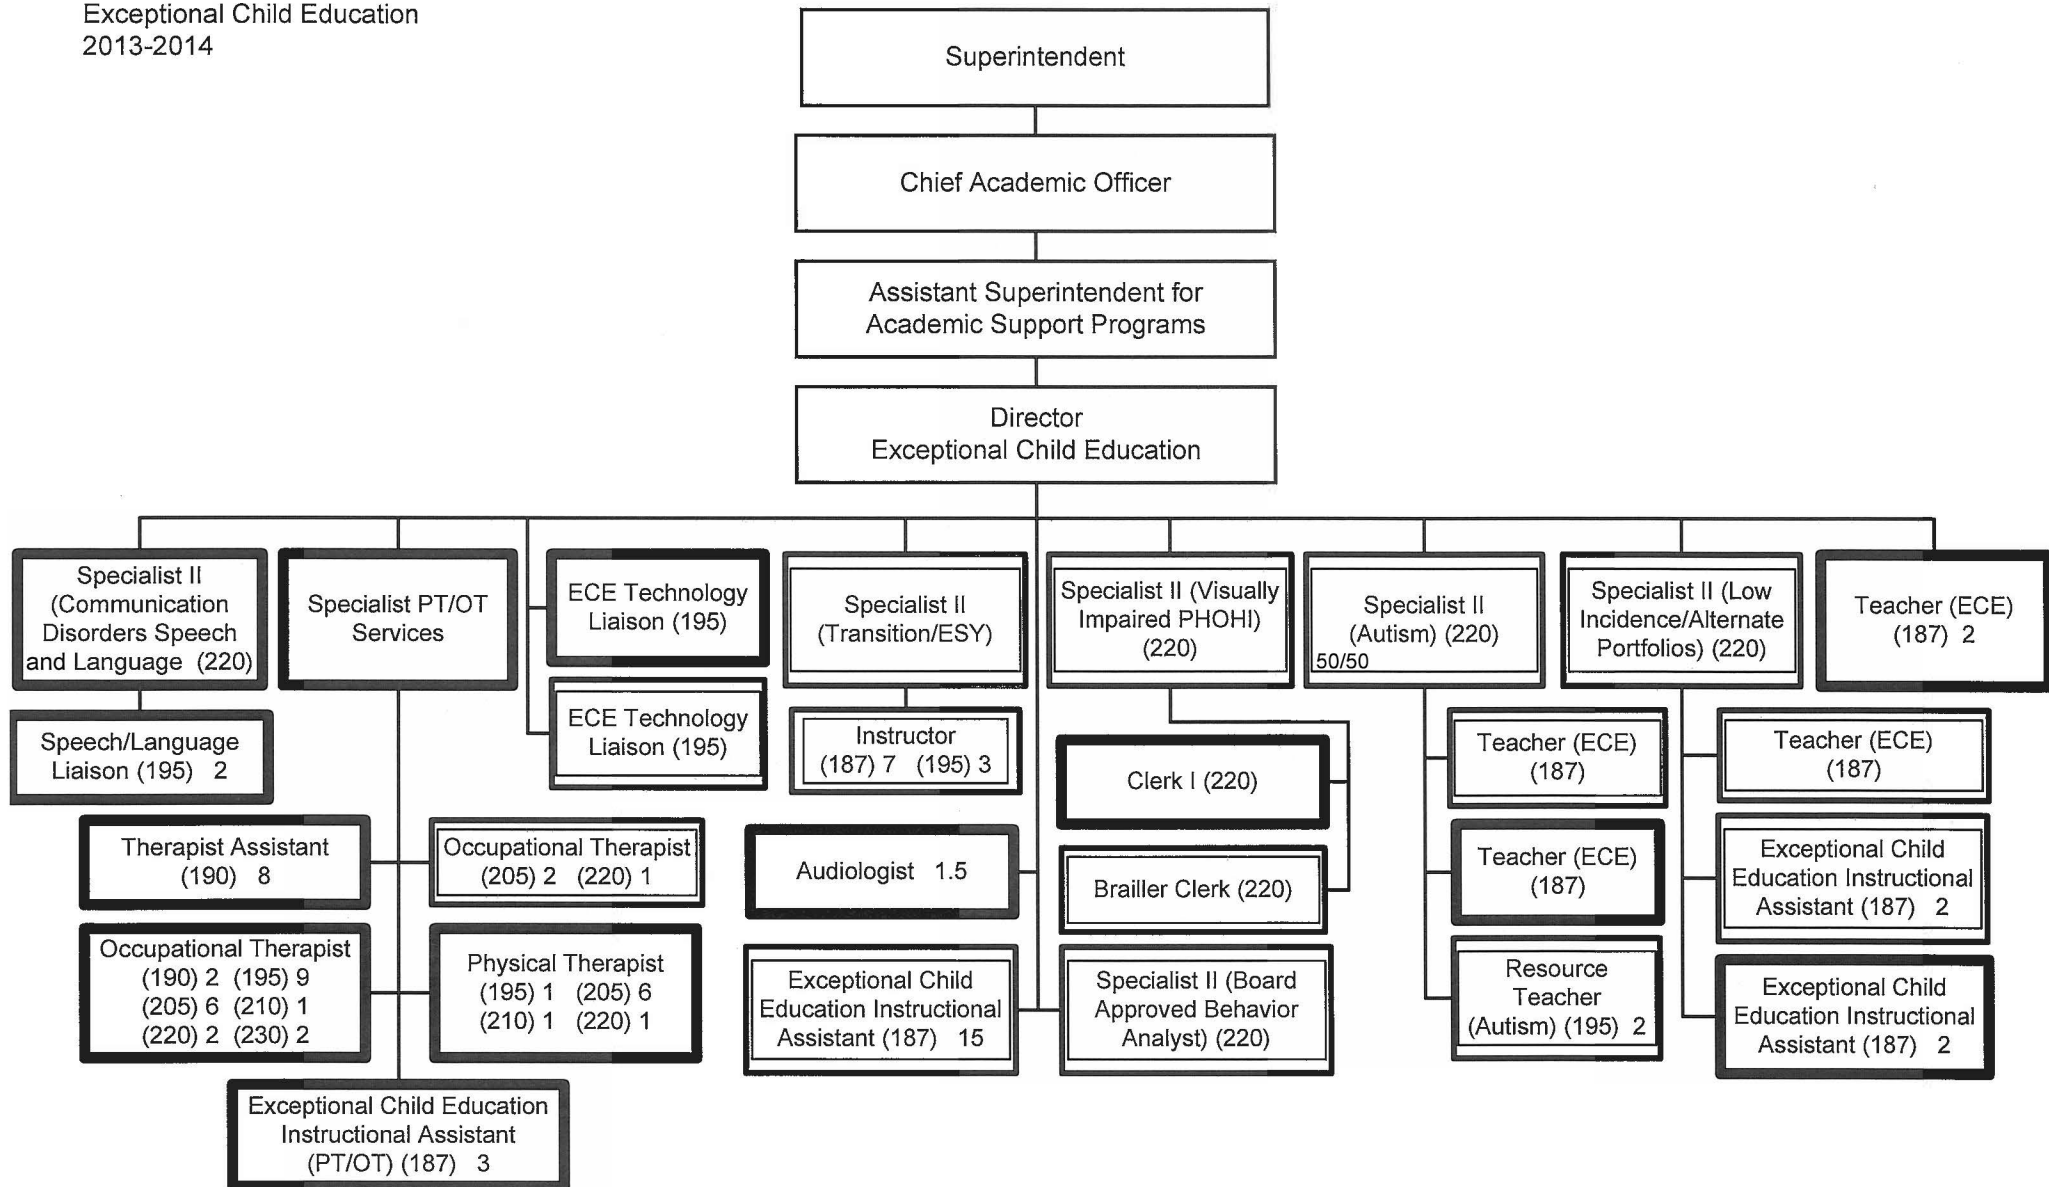 Exceptional Child Education
2013-2014
Superintendent
Chief Academic Officer
Assistant Superintendent for
Academic Support Programs
Director
Exceptional Child Education
Specialist II
(Communication
Disorders Speech
and Language (220)
Specialist PT/OT
Services
ECE Technology
Liaison (195)
ECE Technology
Liaison (195)
Specialist II
(Transition/ESY)
Specialist II (Visually
Impaired PHOHI)
(220)
Specialist II
(Autism) (220)
50/50
Specialist II (Low
Incidence/Alternate
Portfolios) (220)
Teacher (ECE)
(187) 2
Speech/Language
Liaison (195) 2
Instructor
(187) 7 (195) 3
Clerk I (220)
Brailler Clerk (220)
Teacher (ECE)
(187)
Teacher (ECE)
(187)
Resource
Teacher
(Autism) (195) 2
Teacher (ECE)
(187)
Exceptional Child
Education Instructional
Assistant (187) 2
Exceptional Child
Education Instructional
Assistant (187) 2
Therapist Assistant
(190) 8
Occupational Therapist
(205) 2 (220) 1
Occupational Therapist
(190) 2 (195) 9
(205) 6 (210) 1
(220) 2 (230) 2
Physical Therapist
(195) 1 (205) 6
(210) 1 (220) 1
Exceptional Child Education
Instructional Assistant
(PT/OT) (187) 3
Audiologist 1.5
Exceptional Child
Education Instructional
Assistant (187) 15
Specialist II (Board
Approved Behavior
Analyst) (220)